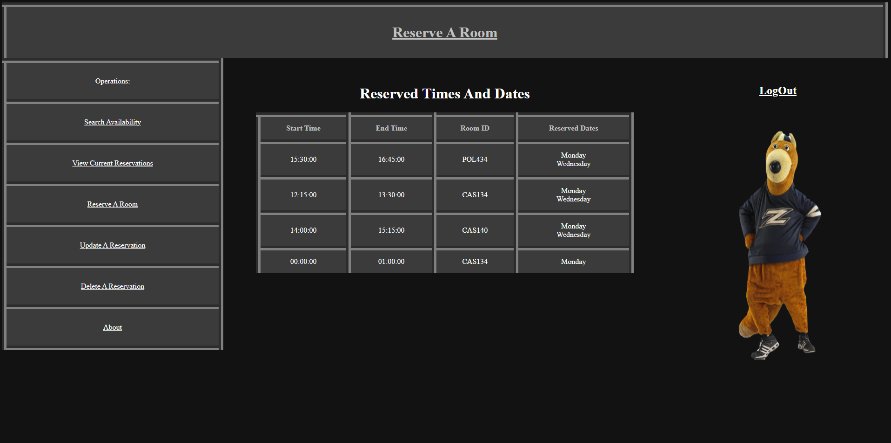 Reserve A Room
Operations:
Search Availability
View Current Reservations
Reserve A Room
Update A Reservation
Delete A Reservation
About
Reserved Times And Dates
Start Time End Time Room ID Reserved Dates
15:30:00 16:45:00 POL434 Monday
Wednesday
12:15:00 13:30:00 CAS134 Monday
Wednesday
14:00:00 15:15:00 CAS140 Monday
Wednesday
00:00:00 01:00:00 CAS134 Monday
LogOut
Z